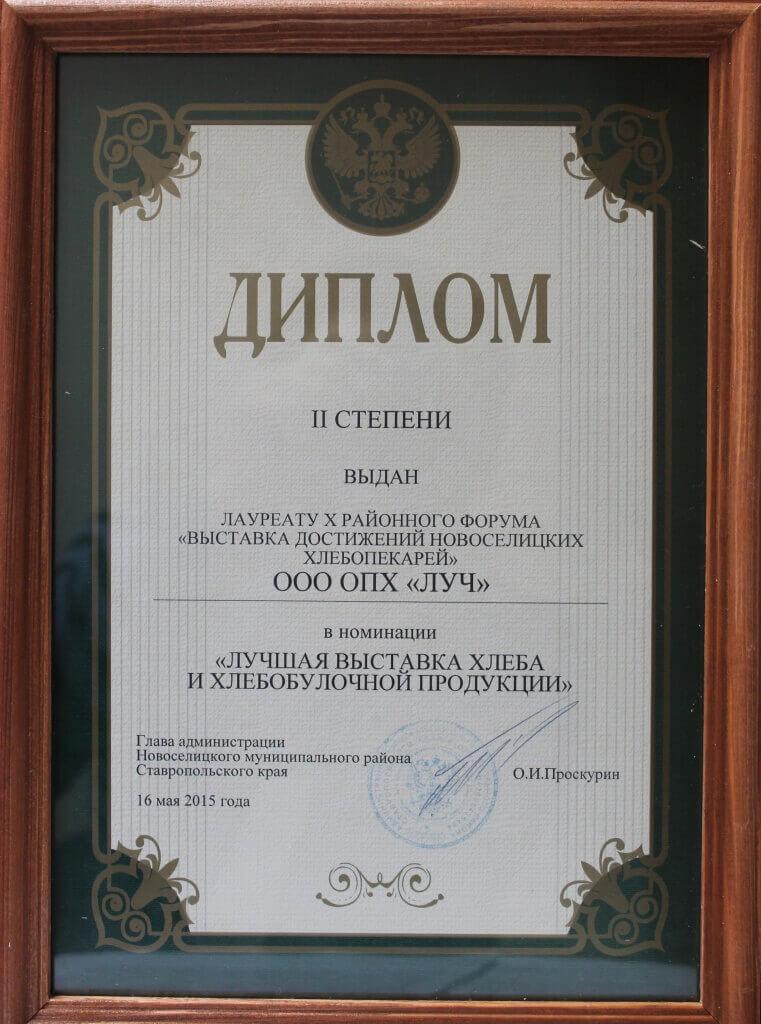 ДИПЛОМ
II СТЕПЕНИ
ВЫДАН
ЛАУРЕАТУ X РАЙОННОГО ФОРУМА
«ВЫСТАВКА ДОСТИЖЕНИЙ НОВОСЕЛИЦКИХ
ХЛЕБОПЕКАРЕЙ»
ООО ОПХ «ЛУЧ»
в номинации
«ЛУЧШАЯ ВЫСТАВКА ХЛЕБА
И ХЛЕБОБУЛОЧНОЙ ПРОДУКЦИИ»
Глава администрации
Новоселицкого муниципального района
Ставропольского края
О.И.Проскурин
16 мая 2015 года